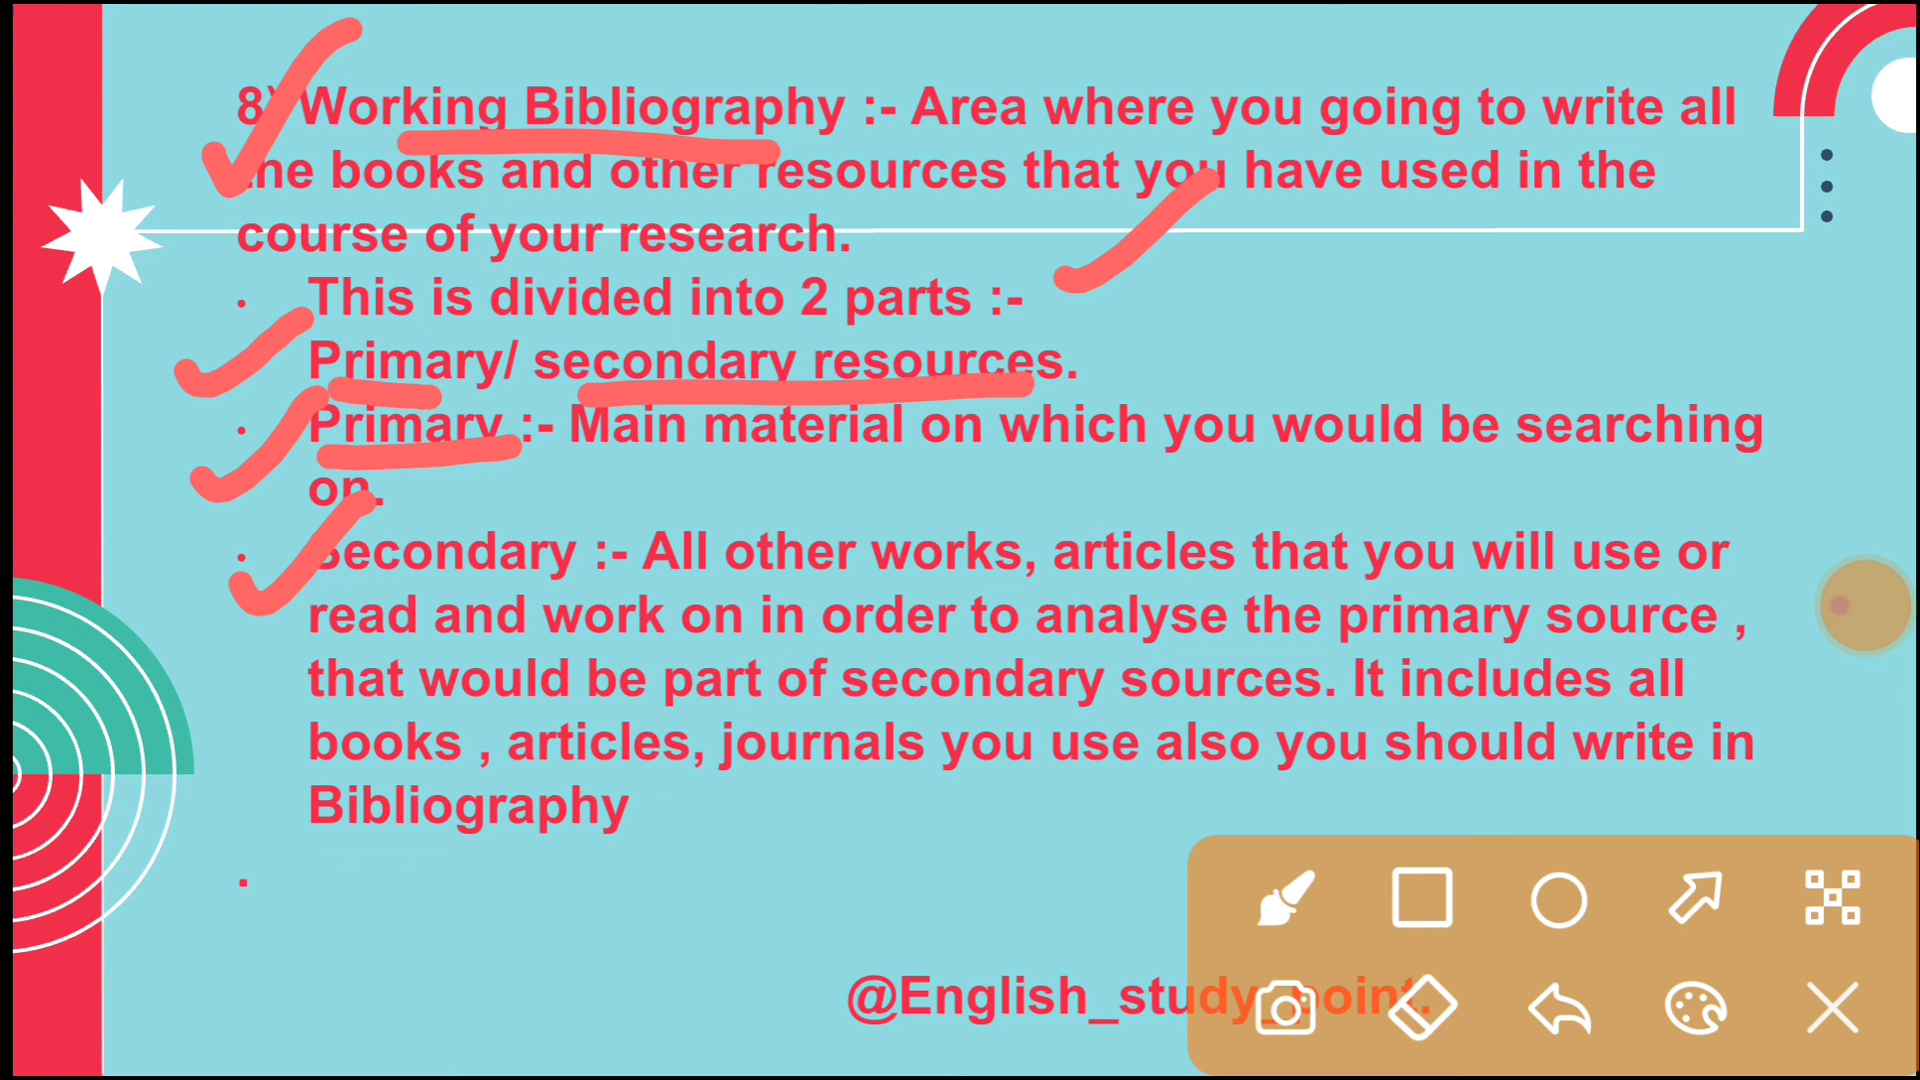 8) Working Bibliography :- Area where you going to write all
the books and other resources that you have used in the
course of your research.
• This is divided into 2 parts :-
Primary/ secondary resources.
• Primary :- Main material on which you would be searching
on.
• Secondary :- All other works, articles that you will use or
read and work on in order to analyse the primary source ,
that would be part of secondary sources. It includes all
books , articles, journals you use also you should write in
Bibliography
.
@English_study_point.